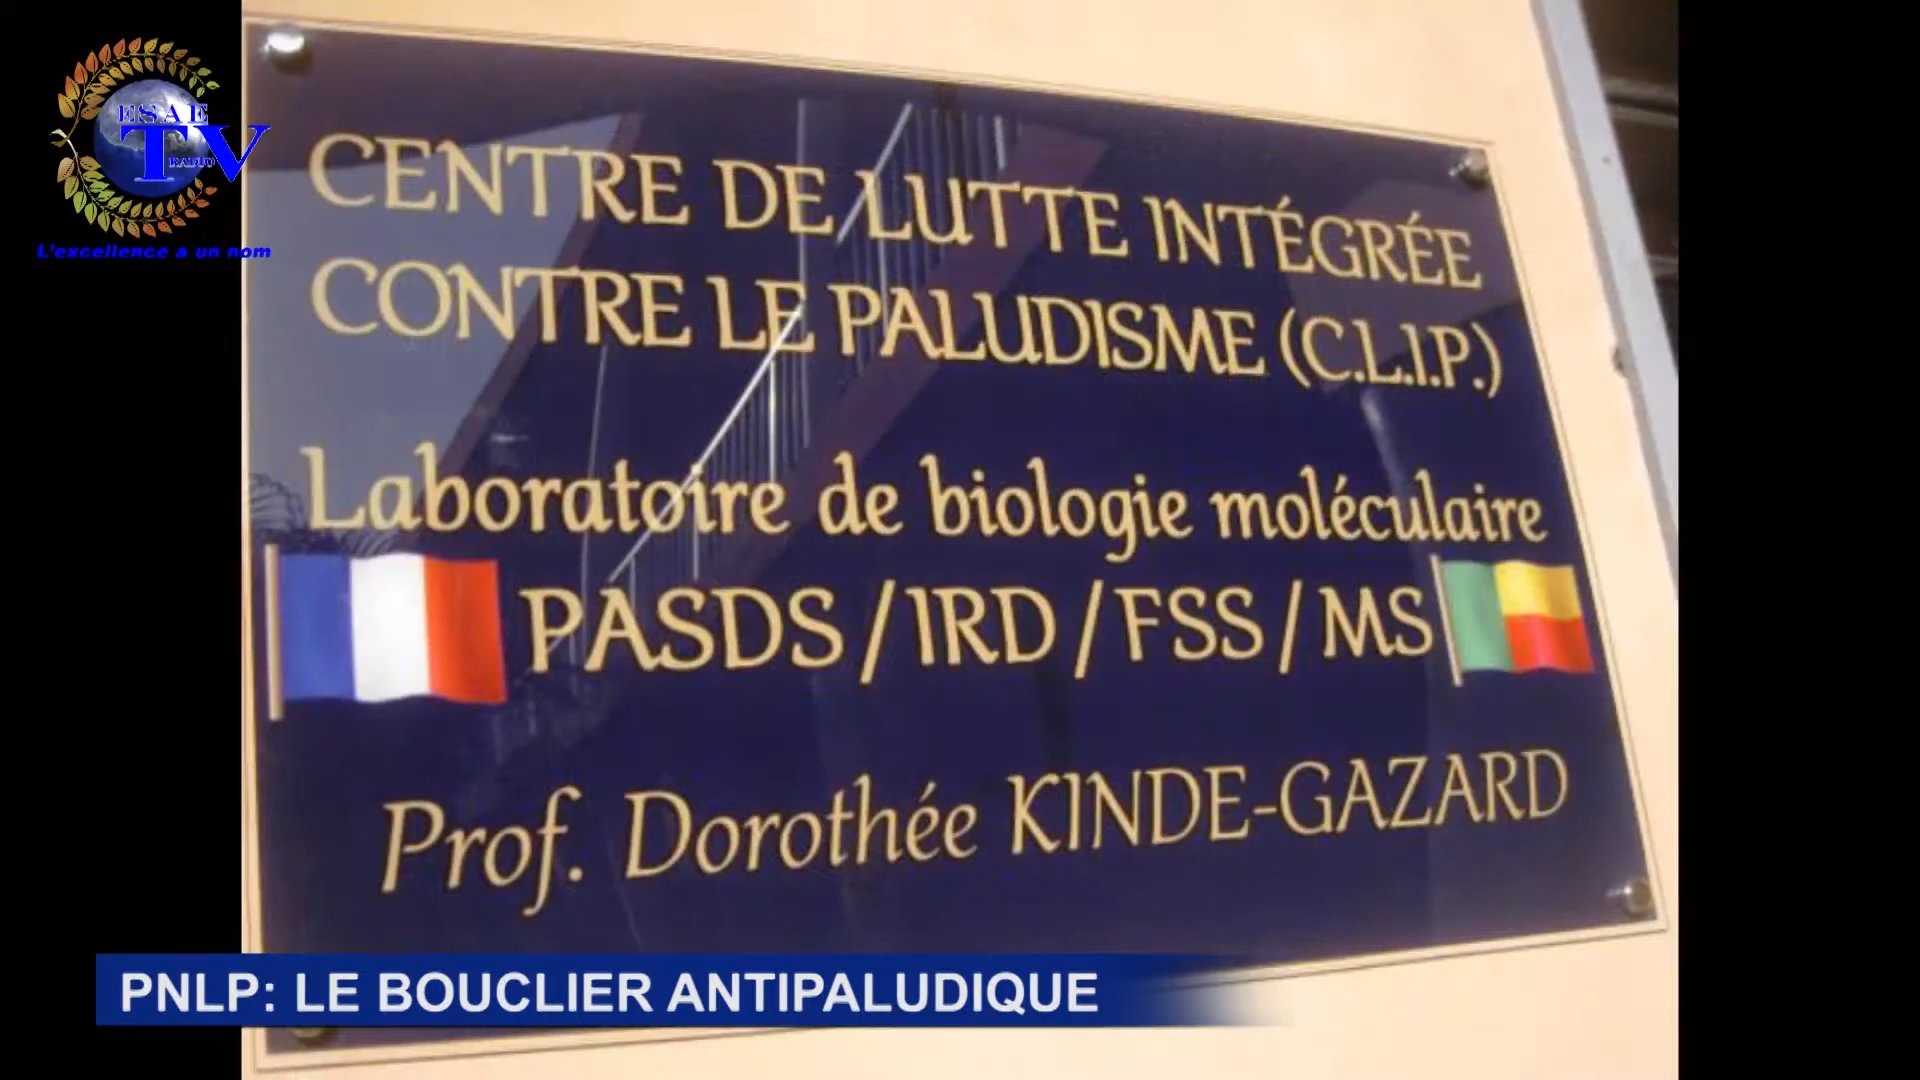 ESAE
TV
RADIO
L'excellence a un nom
CENTRE DE LUTTE INTÉGRÉE
CONTRE LE PALUDISME (C.L.I.P.)
Laboratoire de biologie moléculaire
PASDS / IRD / FSS / MS
Prof. Dorothée KINDE-GAZARD
PNLP: LE BOUCLIER ANTIPALUDIQUE